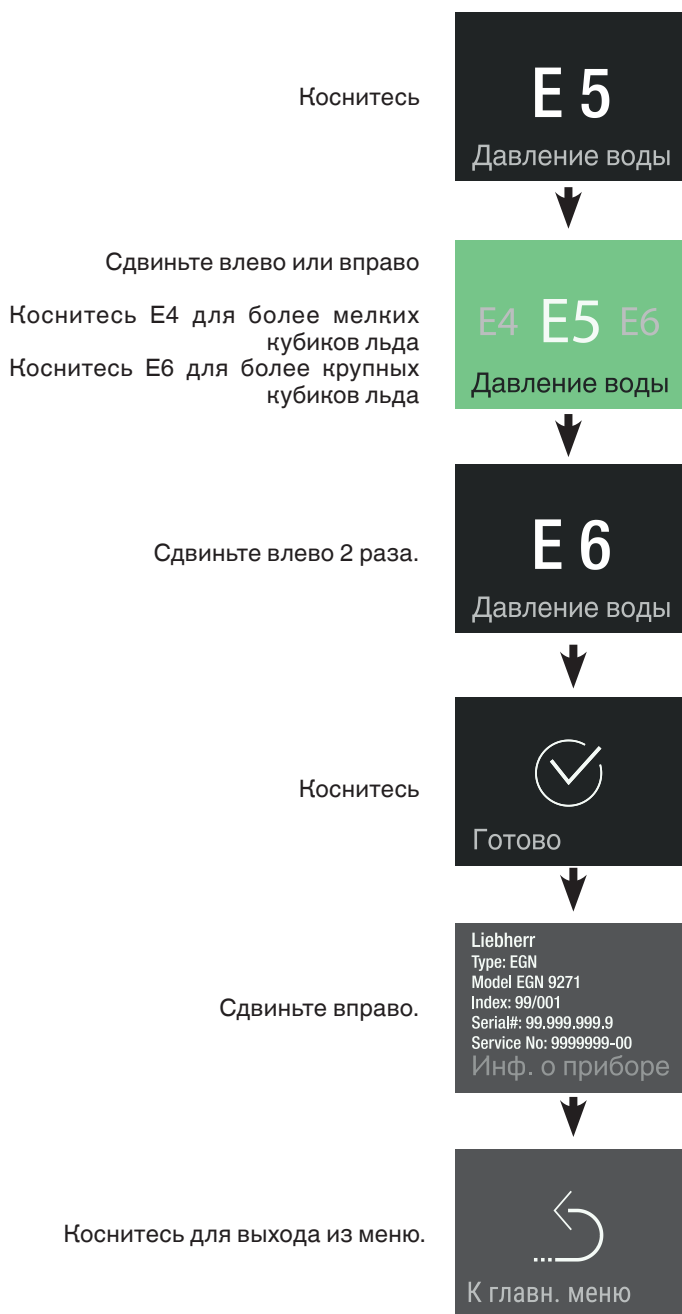 Коснитесь
E 5
Давление воды
Сдвиньте влево или вправо
Коснитесь E4 для более мелких
кубиков льда
Коснитесь E6 для более крупных
кубиков льда
E4 E5 E6
Давление воды
Сдвиньте влево 2 раза.
E 6
Давление воды
Коснитесь
Готово
Сдвиньте вправо.
Liebherr
Type: EGN
Model EGN 9271
Index: 99/001
Serial#: 99.999.999.9
Service No: 9999999-00
Инф. о приборе
Коснитесь для выхода из меню.
К главн. меню